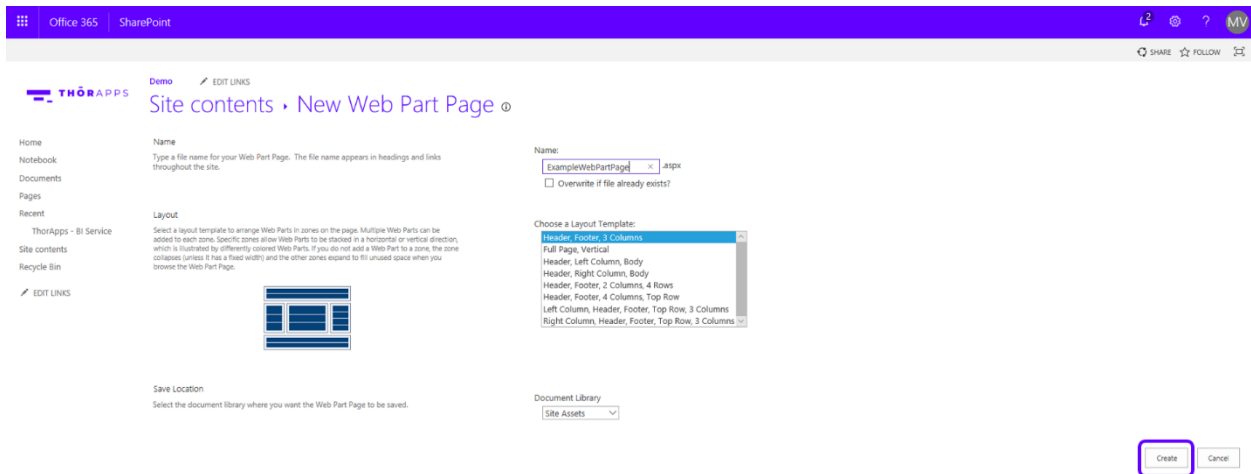 Office 365
SharePoint
2
?
MV
SHARE
FOLLOW
THŌRAPPS
Demo
EDIT LINKS
Site contents › New Web Part Page
Home
Notebook
Documents
Pages
Recent
ThorApps - BI Service
Site contents
Recycle Bin
EDIT LINKS
Name
Type a file name for your Web Part Page. The file name appears in headings and links
throughout the site.
Name:
ExampleWebPartPage × .aspx
Overwrite if file already exists?
Layout
Select a layout template to arrange Web Parts in zones on the page. Multiple Web Parts can be
added to each zone. Specific zones allow Web Parts to be stacked in a horizontal or vertical direction,
which is illustrated by differently colored Web Parts. If you do not add a Web Part to a zone, the zone
collapses (unless it has a fixed width) and the other zones expand to fill unused space when you
browse the Web Part Page.
Choose a Layout Template:
Header, Footer, 3 Columns
Full Page, Vertical
Header, Left Column, Body
Header, Right Column, Body
Header, Footer, 2 Columns, 4 Rows
Header, Footer, 4 Columns, Top Row
Left Column, Header, Footer, Top Row, 3 Columns
Right Column, Header, Footer, Top Row, 3 Columns
Save Location
Select the document library where you want the Web Part Page to be saved.
Document Library
Site Assets
Create
Cancel